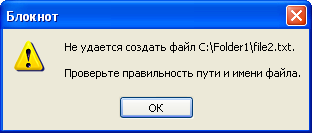 Блокнот
Не удается создать файл C:\Folder1\file2.txt.
Проверьте правильность пути и имени файла.
OK